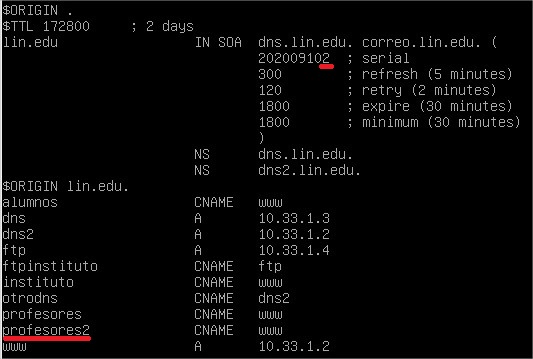 $ORIGIN .
$TTL 172800 ; 2 days
lin.edu IN SOA dns.lin.edu. correo.lin.edu. (
202009102 ; serial
300 ; refresh (5 minutes)
120 ; retry (2 minutes)
1800 ; expire (30 minutes)
1800 ; minimum (30 minutes)
)
NS dns.lin.edu.
NS dns2.lin.edu.
$ORIGIN lin.edu.
alumnos CNAME www
dns A 10.33.1.3
dns2 A 10.33.1.2
ftp A 10.33.1.4
ftpinstituto CNAME ftp
instituto CNAME www
otrodns CNAME dns2
profesores CNAME www
profesores2 CNAME www
www A 10.33.1.2